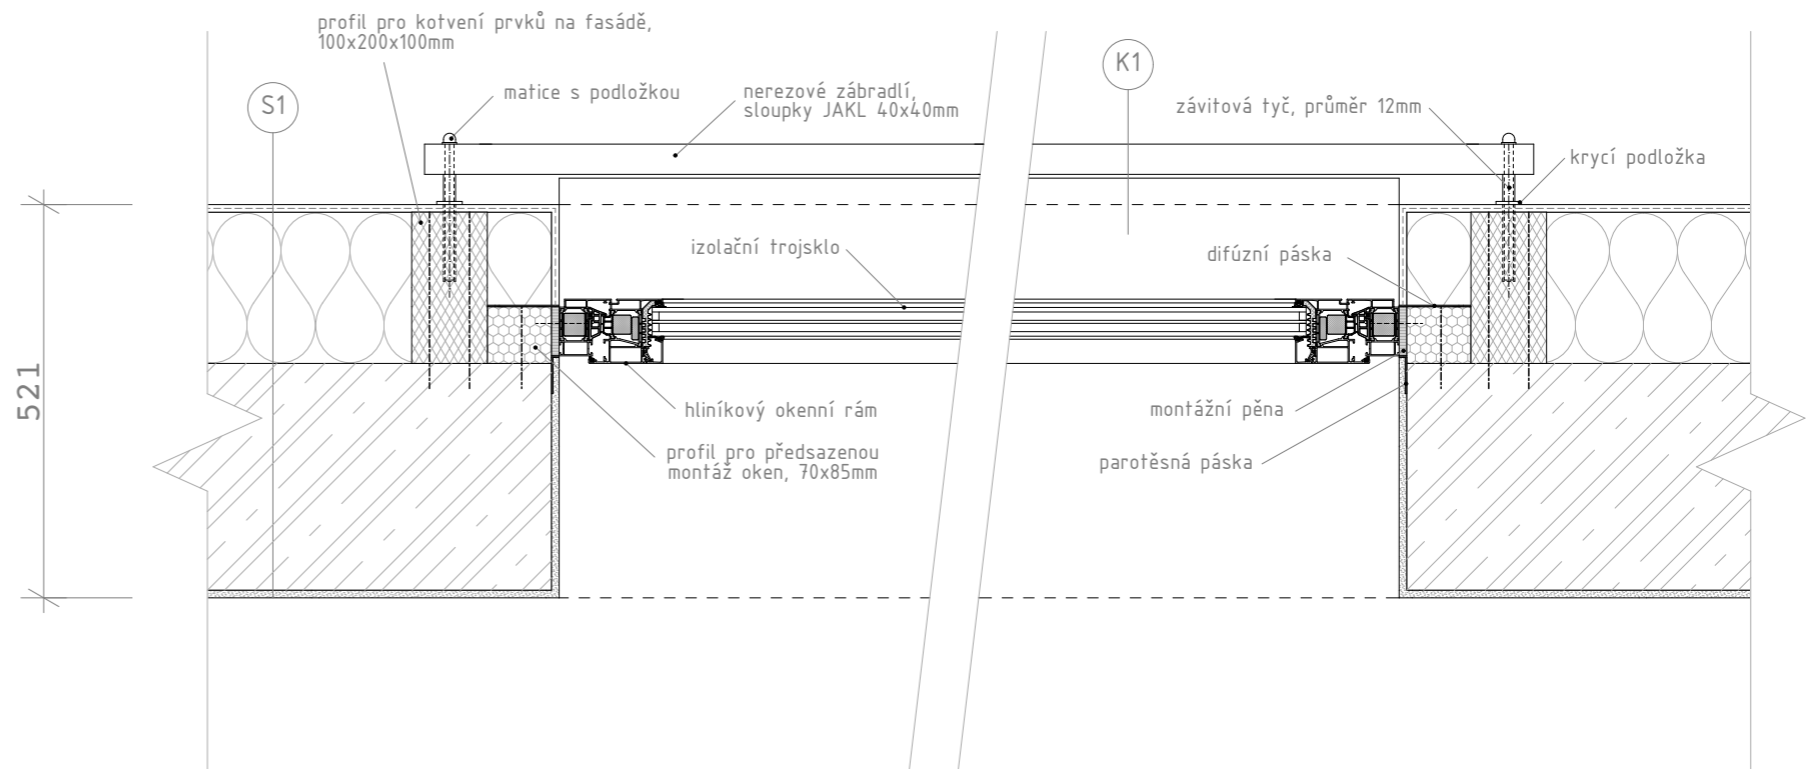 profil pro kotvení prvků na fasádě,
100x200x100mm
K1
matice s podložkou
nerezové zábradlí,
sloupky JAKL 40x40mm
S1
závitová tyč, průměr 12mm
krycí podložka
izolační trojsklo
difúzní páska
521
hliníkový okenní rám
montážní pěna
profil pro předsazenou
montáž oken, 70x85mm
parotěsná páska